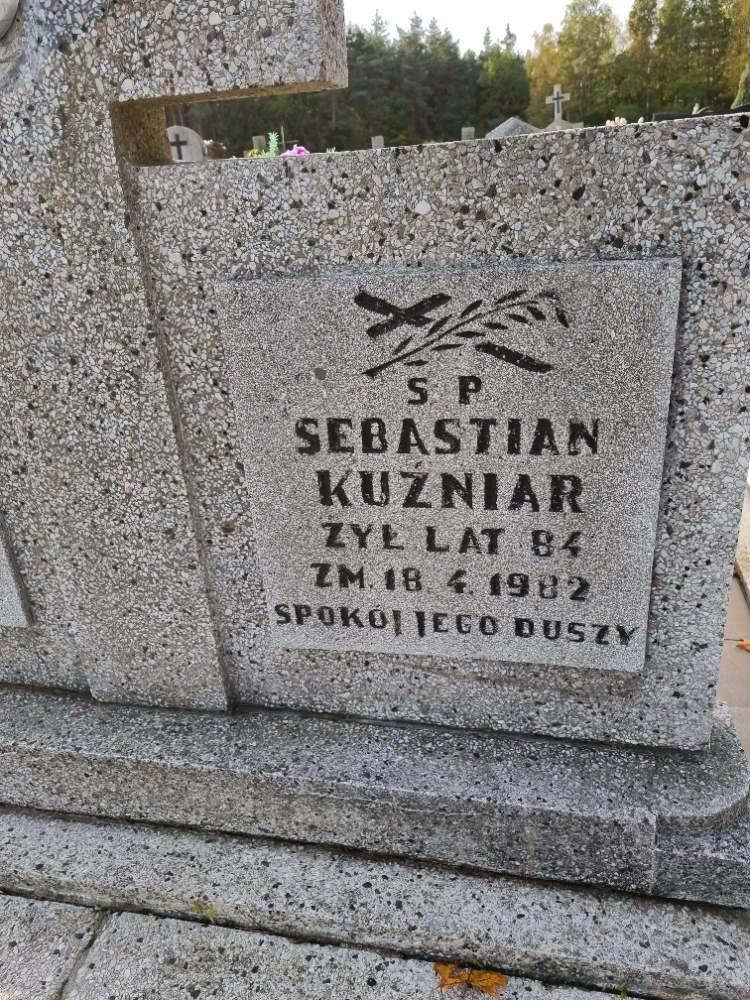 S P
SEBASTIAN
KUŹNIAR
ŻYŁ LAT 84
ZM. 18 4. 1982
SPOKÓJ JEGO DUSZY